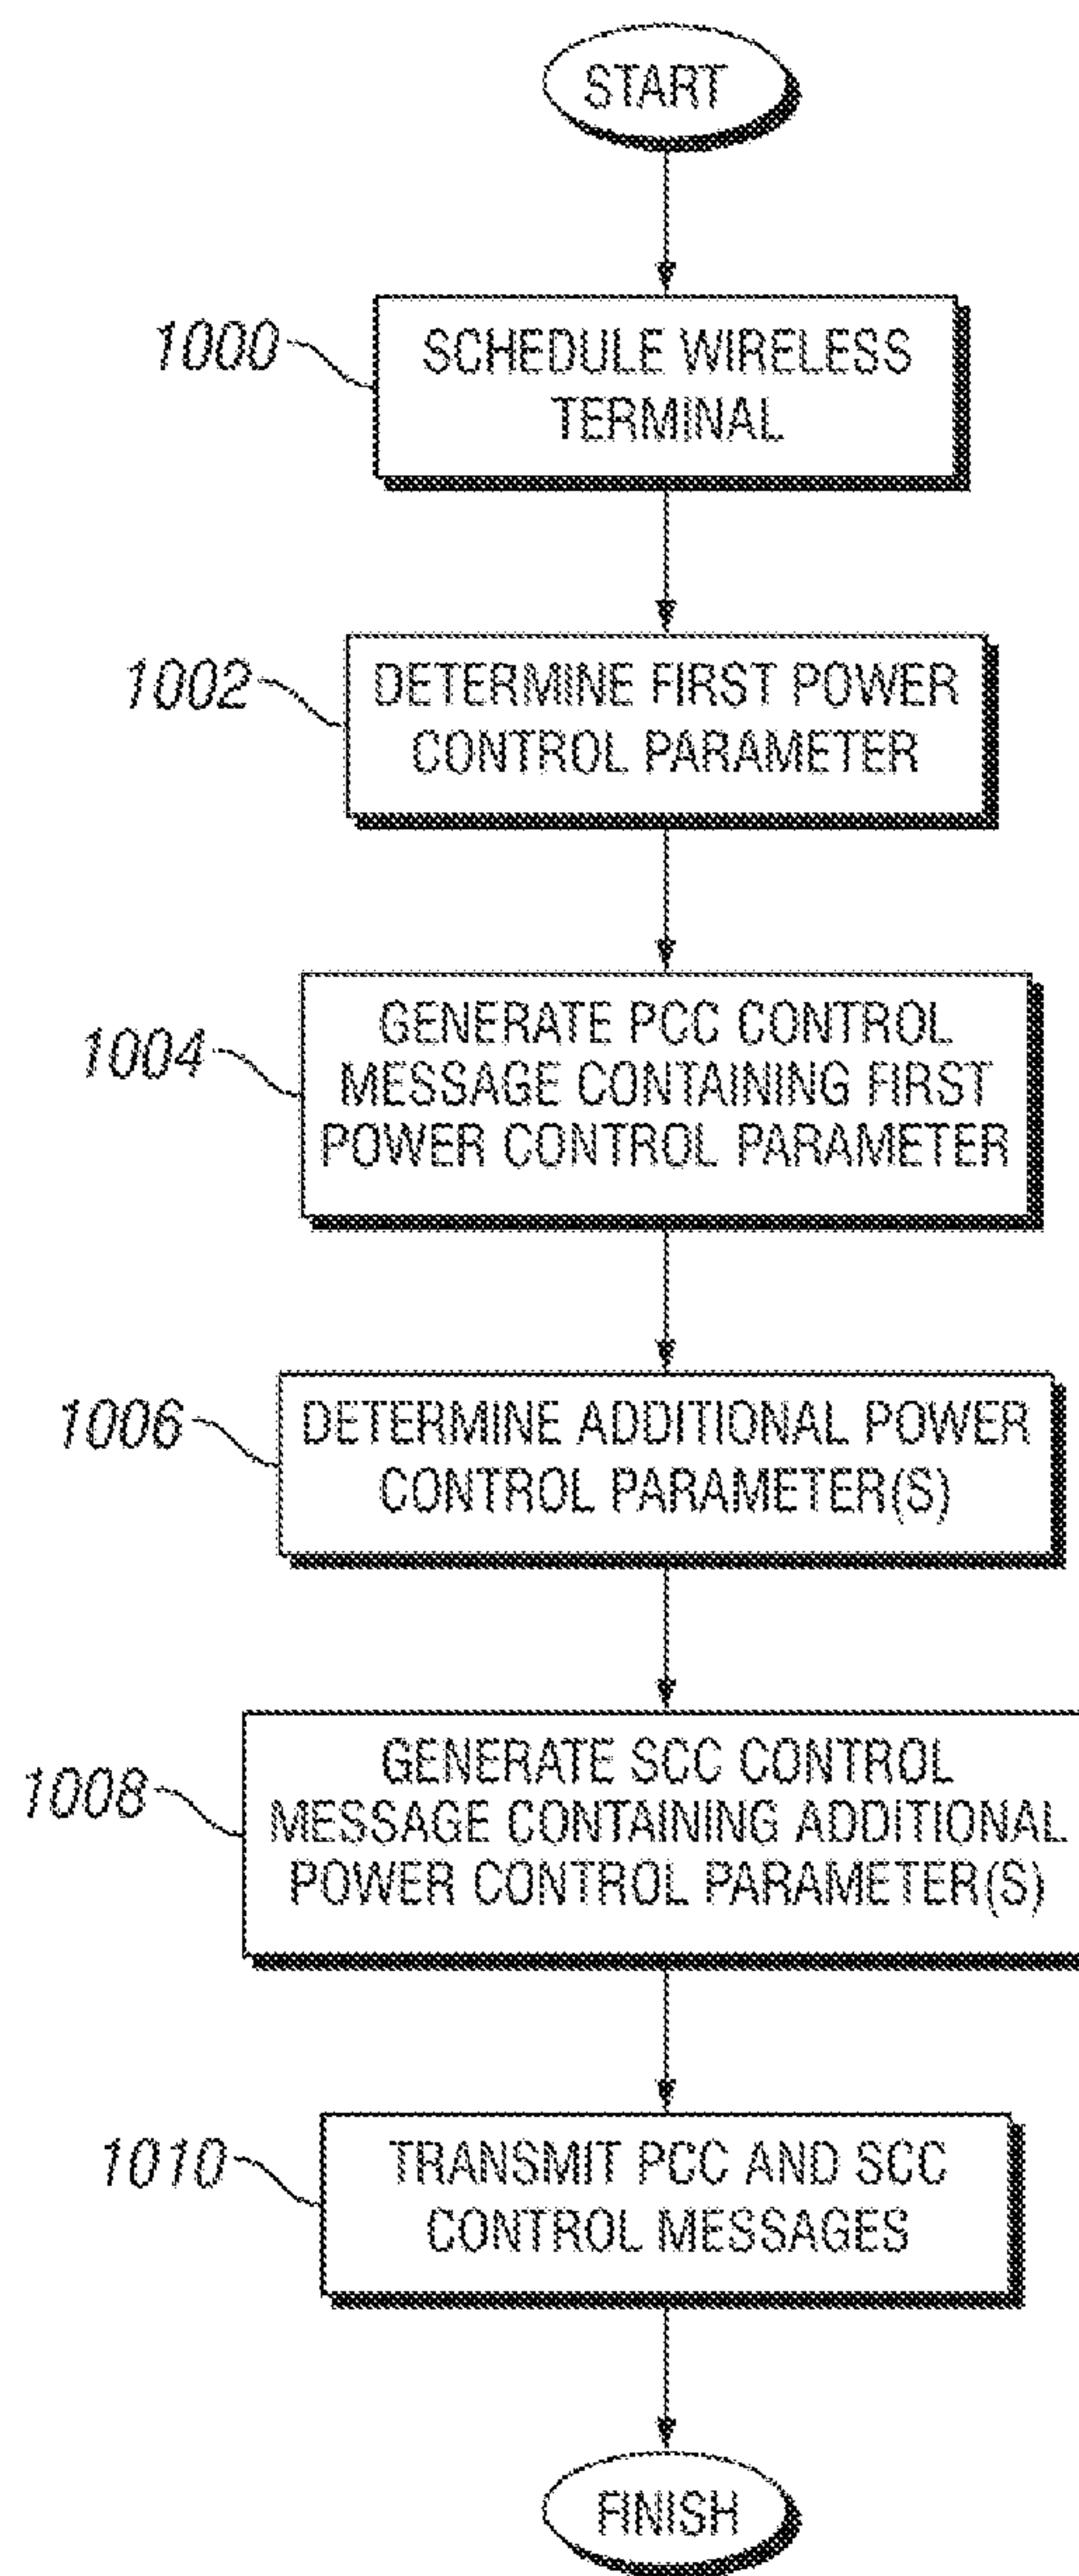 START
1000
SCHEDULE WIRELESS
TERMINAL
1002
DETERMINE FIRST POWER
CONTROL PARAMETER
1004
GENERATE PCC CONTROL
MESSAGE CONTAINING FIRST
POWER CONTROL PARAMETER
1006
DETERMINE ADDITIONAL POWER
CONTROL PARAMETER(S)
1008
GENERATE SCC CONTROL
MESSAGE CONTAINING ADDITIONAL
POWER CONTROL PARAMETER(S)
1010
TRANSMIT PCC AND SCC
CONTROL MESSAGES
FINISH